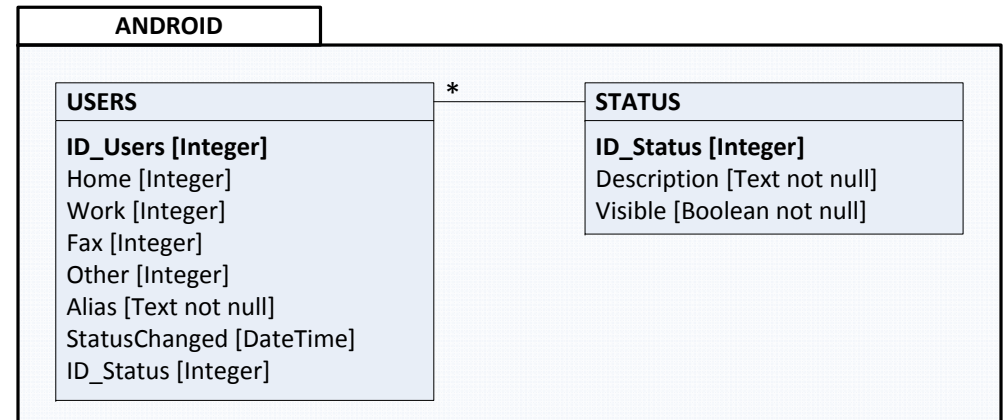 ANDROID
USERS
*
STATUS
ID_Users [Integer]
Home [Integer]
Work [Integer]
Fax [Integer]
Other [Integer]
Alias [Text not null]
StatusChanged [DateTime]
ID_Status [Integer]
ID_Status [Integer]
Description [Text not null]
Visible [Boolean not null]